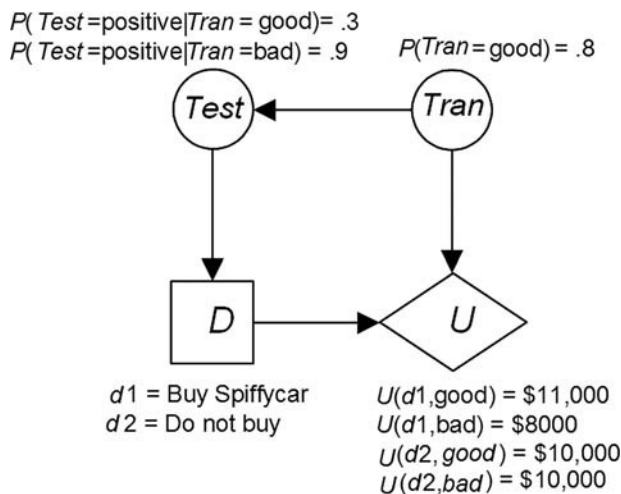 P(Test=positive|Tran= good)= .3
P(Test=positive|Tran=bad) = .9
P(Tran=good) = .8
Test
Tran
D
U
d1 = Buy Spiffycar
d2 = Do not buy
U(d1,good) = $11,000
U(d1,bad) = $8000
U(d2, good) = $10,000
U(d2,bad) = $10,000